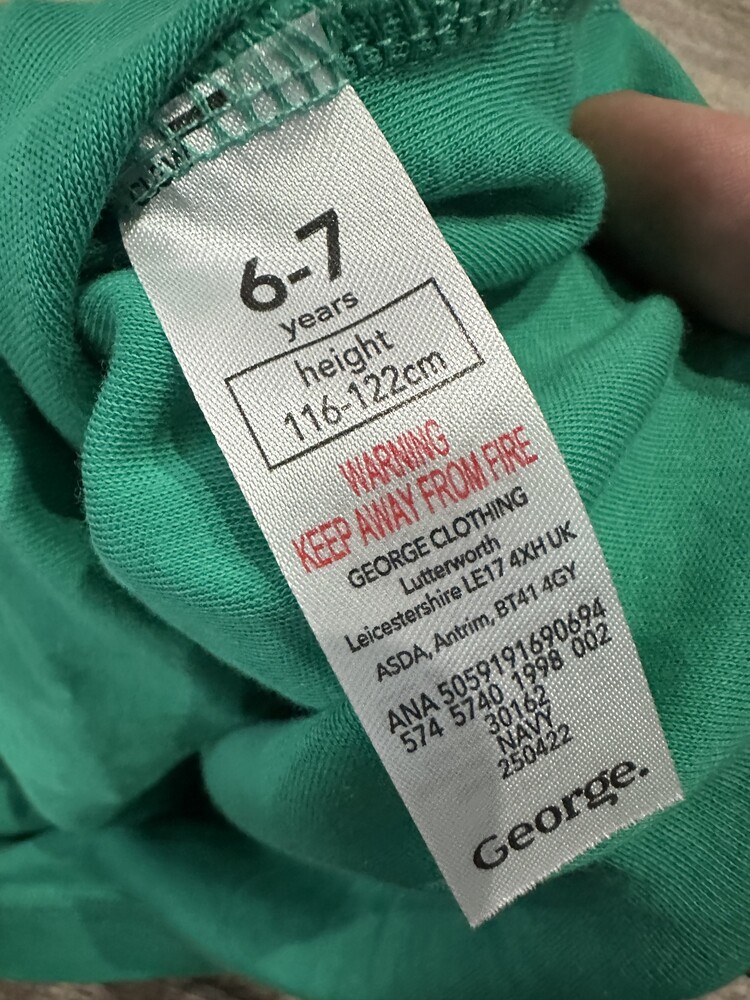 6-7
years
height
116-122cm
WARNING
KEEP AWAY FROM FIRE
GEORGE CLOTHING
Lutterworth
Leicestershire LE17 4XH UK
ASDA, Antrim, BT41 4GY
ANA 5059191690694
574 5740 1998 002
30162
NAVY
250422
George.